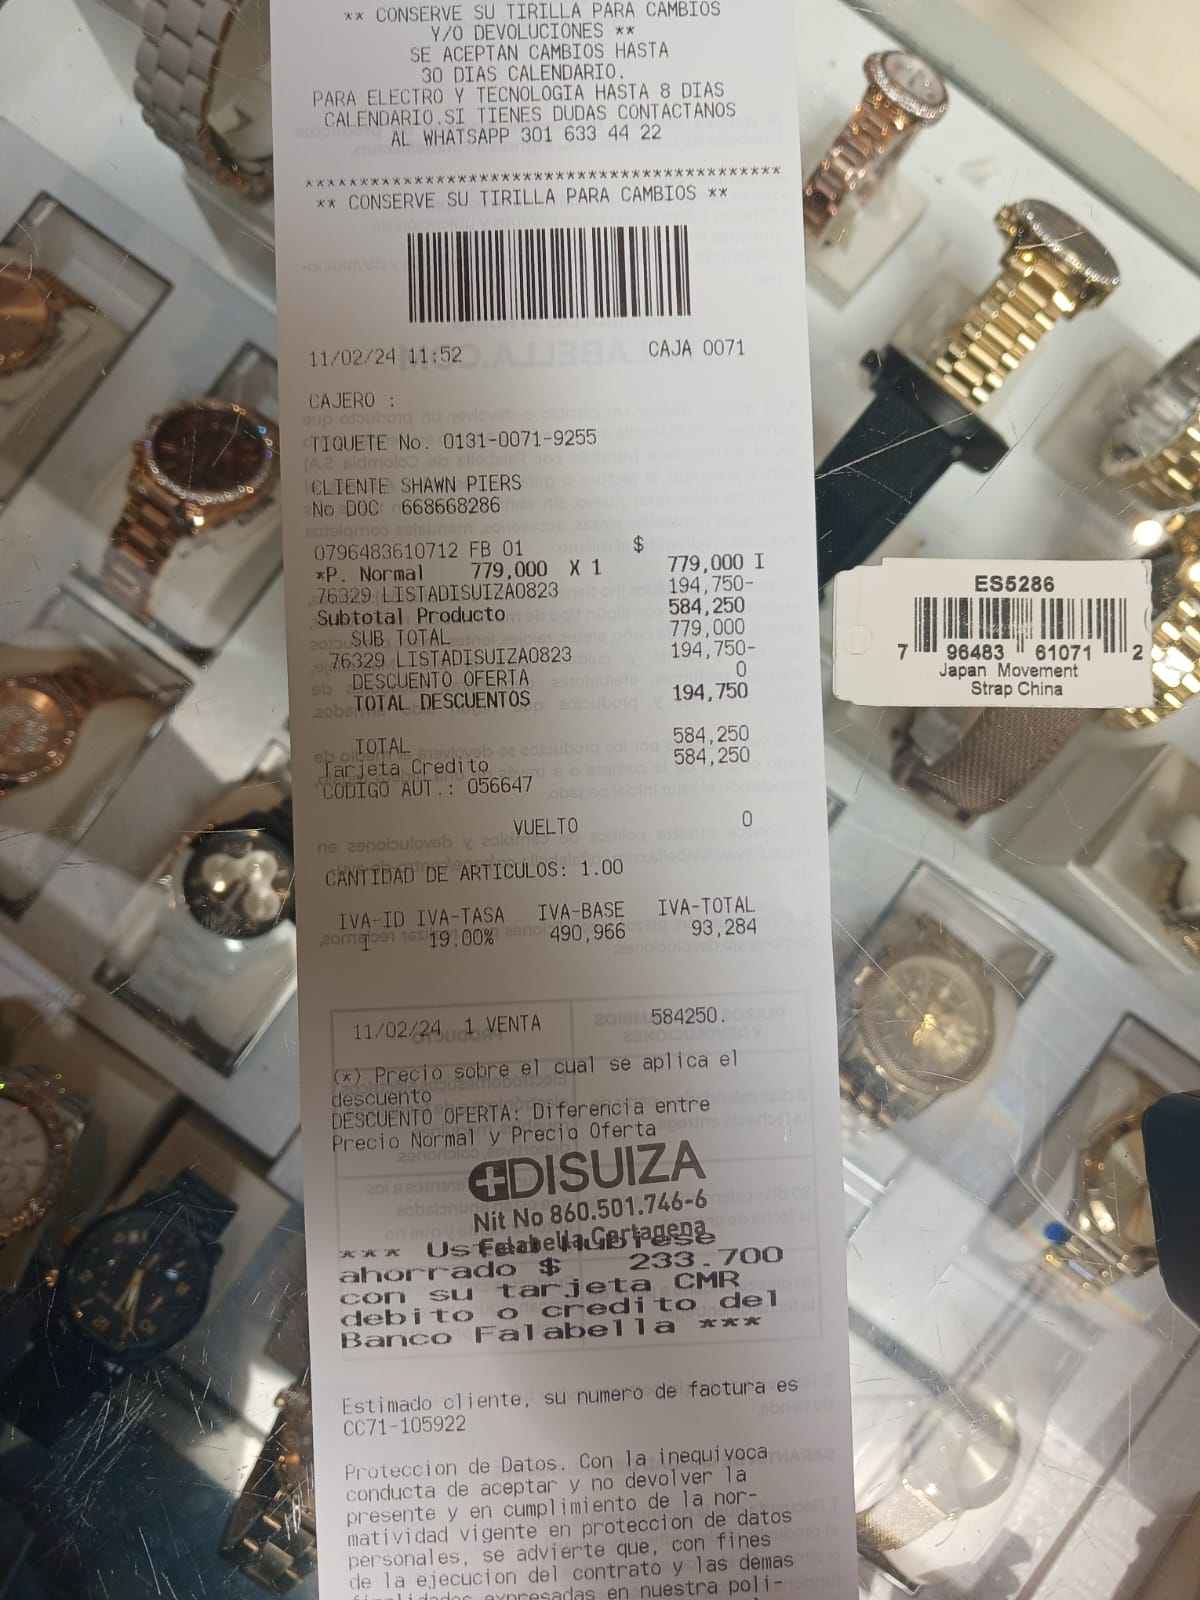 ** CONSERVE SU TIRILLA PARA CAMBIOS
Y/O DEVOLUCIONES **
SE ACEPTAN CAMBIOS HASTA
30 DIAS CALENDARIO.
PARA ELECTRO Y TECNOLOGIA HASTA 8 DIAS
CALENDARIO.SI TIENES DUDAS CONTACTANOS
AL WHATSAPP 301 633 44 22
********************************************
** CONSERVE SU TIRILLA PARA CAMBIOS **
11/02/24 11:52 CAJA 0071
CAJERO :
TIQUETE No. 0131-0071-9255
CLIENTE SHAWN PIERS
No DOC 668668286
0796483610712 FB 01 $
*P. Normal 779,000 X 1 779,000 I
76329 LISTADISUIZA0823 194,750-
Subtotal Producto 584,250
SUB TOTAL 779,000
76329 LISTADISUIZA0823 194,750-
DESCUENTO OFERTA 0
TOTAL DESCUENTOS 194,750
TOTAL 584,250
Tarjeta Credito 584,250
CODIGO AUT.: 056647
VUELTO 0
CANTIDAD DE ARTICULOS: 1.00
IVA-ID IVA-TASA IVA-BASE IVA-TOTAL
I 19.00% 490,966 93,284
11/02/24 1 VENTA 584250.
(*) Precio sobre el cual se aplica el
descuento
DESCUENTO OFERTA: Diferencia entre
Precio Normal y Precio Oferta
DISUIZA
Nit No 860.501.746-6
Falabella Cartagena
*** Usted hubiese
ahorrado $ 233.700
con su tarjeta CMR
debito o credito del
Banco Falabella ***
Estimado cliente, su numero de factura es
CC71-105922
Proteccion de Datos. Con la inequivoca
conducta de aceptar y no devolver la
presente y en cumplimiento de la nor-
matividad vigente en proteccion de datos
personales, se advierte que, con fines
de la ejecucion del contrato y las demas
finalidades expresadas en nuestra poli-
ES5286
7 96483 61071 2
Japan Movement
Strap China